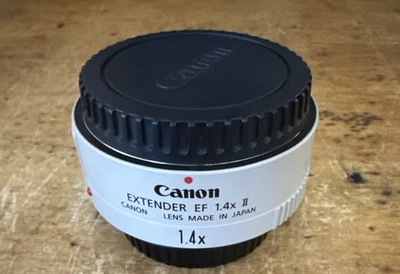 Canon
Canon
EXTENDER EF 1.4x II
CANON LENS MADE IN JAPAN
1.4x